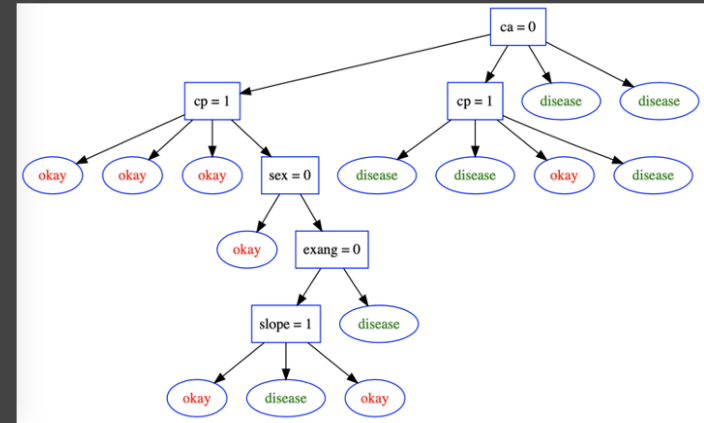 ca = 0
cp = 1
cp = 1
disease
disease
okay
okay
okay
sex = 0
disease
disease
okay
disease
okay
exang = 0
slope = 1
disease
okay
disease
okay